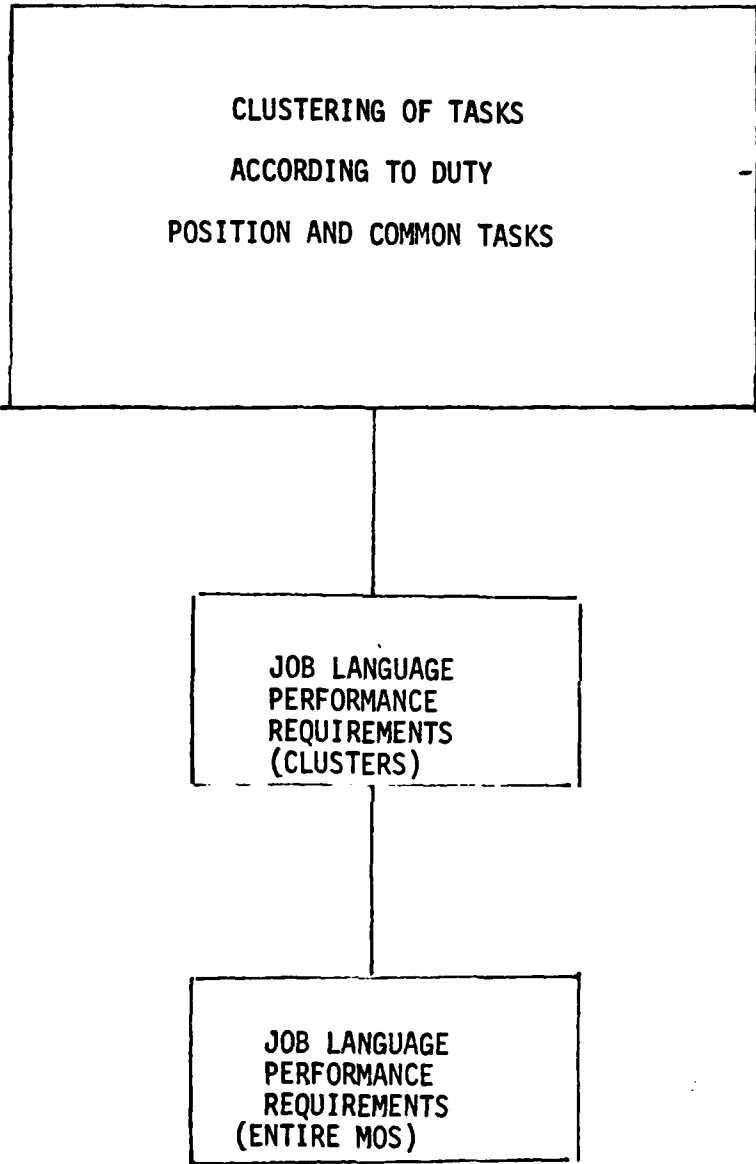 CLUSTERING OF TASKS
ACCORDING TO DUTY
POSITION AND COMMON TASKS
JOB LANGUAGE
PERFORMANCE
REQUIREMENTS
(CLUSTERS)
JOB LANGUAGE
PERFORMANCE
REQUIREMENTS
(ENTIRE MOS)